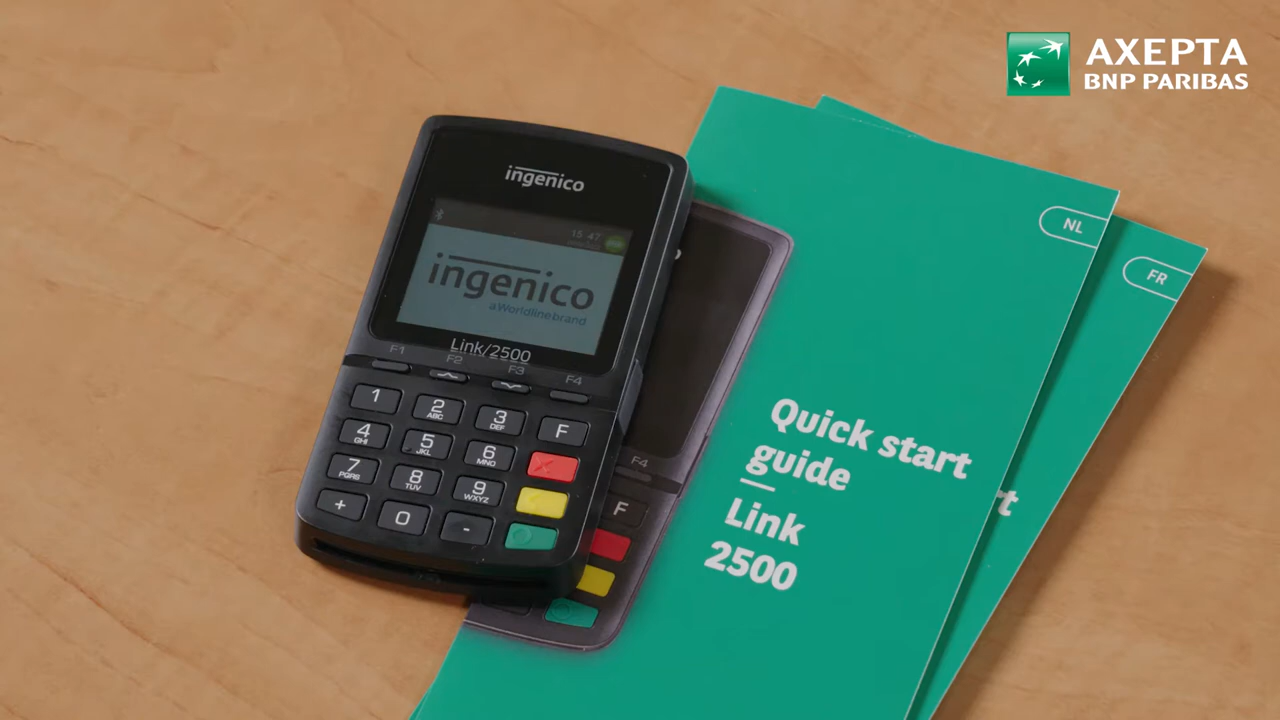 AXEPTA
BNP PARIBAS
ingenico
15:47
ingenico
a Worldline brand
Link/2500
F1
F2
F3
F4
1
2 ABC
3 DEF
F
4 GHI
5 JKL
6 MNO
7 PQRS
8 TUV
9 WXYZ
+
0
-
F4
F
NL
FR
Quick start
guide
Link
2500
rt